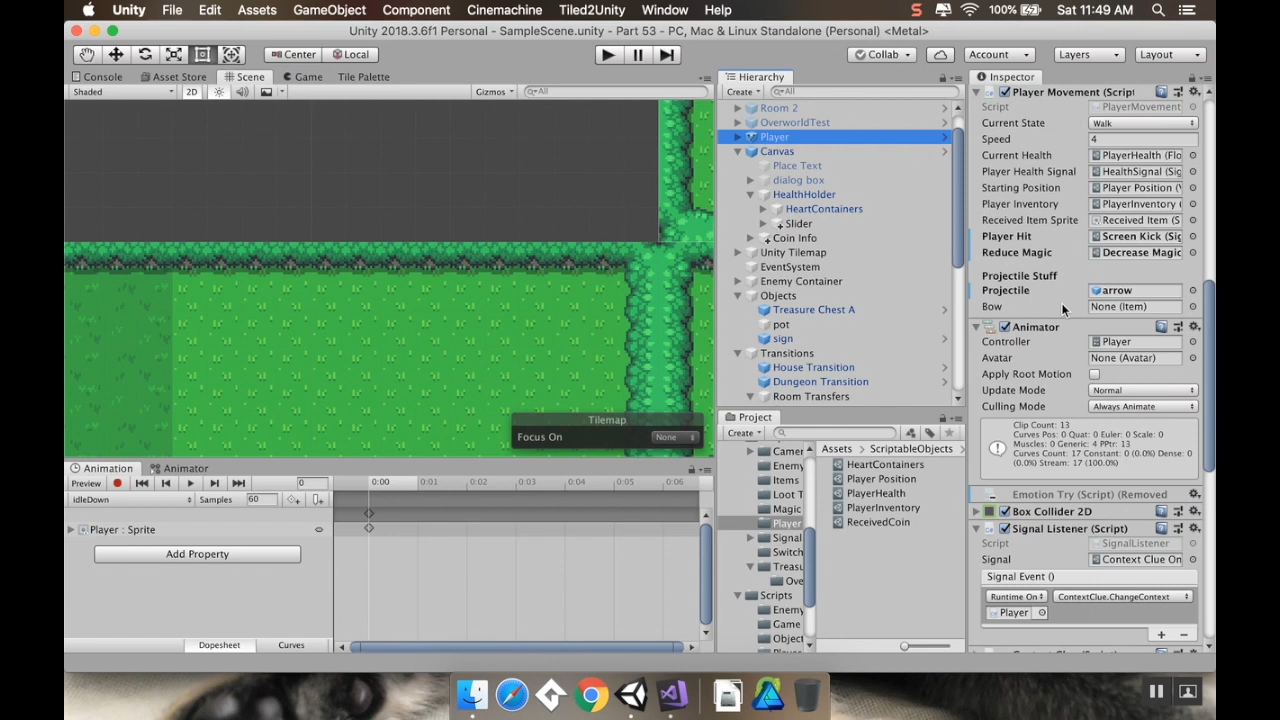 Unity File Edit Assets GameObject Component Cinemachine Tiled2Unity Window Help 100% Sat 11:49 AM
Unity 2018.3.6f1 Personal - SampleScene.unity - Part 53 - PC, Mac & Linux Standalone (Personal) <Metal>
Center Local Collab Account Layers Layout
Console Asset Store Scene Game Tile Palette
Shaded 2D Gizmos All
Tilemap
Focus On None
Hierarchy
Create All
Room 2
OverworldTest
Player
Canvas
Place Text
dialog box
HealthHolder
HeartContainers
Slider
Coin Info
Unity Tilemap
EventSystem
Enemy Container
Objects
Treasure Chest A
pot
sign
Transitions
House Transition
Dungeon Transition
Room Transfers
Inspector
Player Movement (Script
Script PlayerMovement
Current State Walk
Speed 4
Current Health PlayerHealth (Flo
Player Health Signal HealthSignal (Sig
Starting Position Player Position (V
Player Inventory PlayerInventory (
Received Item Sprite Received Item (S
Player Hit Screen Kick (Sig
Reduce Magic Decrease Magic
Projectile Stuff
Projectile arrow
Bow None (Item)
Animator
Controller Player
Avatar None (Avatar)
Apply Root Motion
Update Mode Normal
Culling Mode Always Animate
Clip Count: 13
Curves Pos: 0 Quat: 0 Euler: 0 Scale: 0
Muscles: 0 Generic: 4 PPtr: 13
Curves Count: 17 Constant: 0 (0.0%) Dense: 0
(0.0%) Stream: 17 (100.0%)
Emotion Try (Script) (Removed
Box Collider 2D
Signal Listener (Script)
Script SignalListener
Signal Context Clue On
Signal Event ()
Runtime On ContextClue.ChangeContext
Player
Project
Create
Camer
Enemy
Items
Loot T
Magic
Player
Signal
Switch
Treasu
Ove
Scripts
Enemy
Game
Object
Assets ScriptableObjects
HeartContainers
Player Position
PlayerHealth
PlayerInventory
ReceivedCoin
Animation Animator
Preview 0 0:00 0:01 0:02 0:03 0:04 0:05 0:06
idleDown Samples 60
Player : Sprite
Add Property
Dopesheet Curves